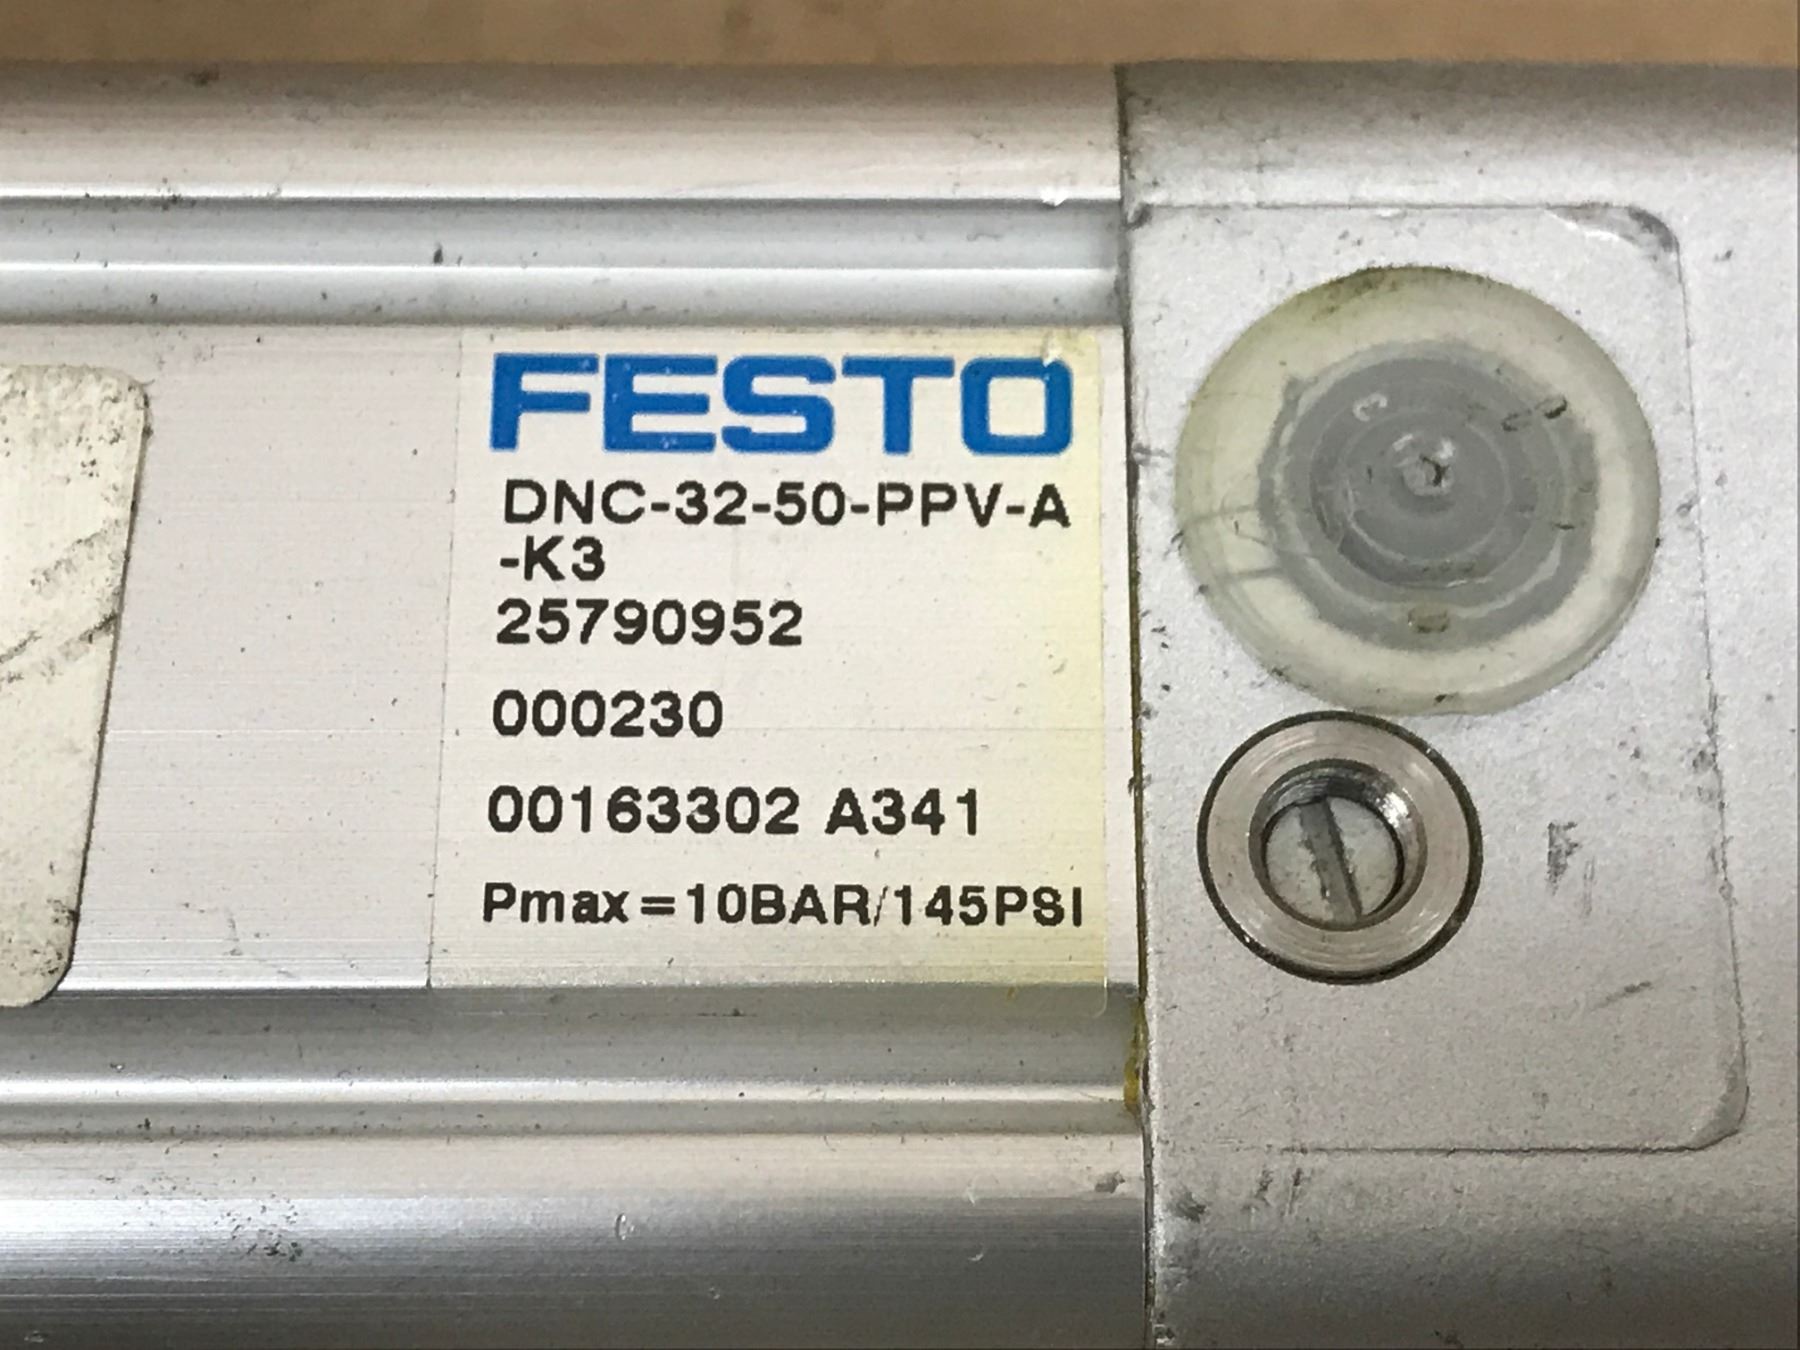 FESTO
DNC-32-50-PPV-A
-K3
25790952
000230
00163302 A341
Pmax=10BAR/145PSI